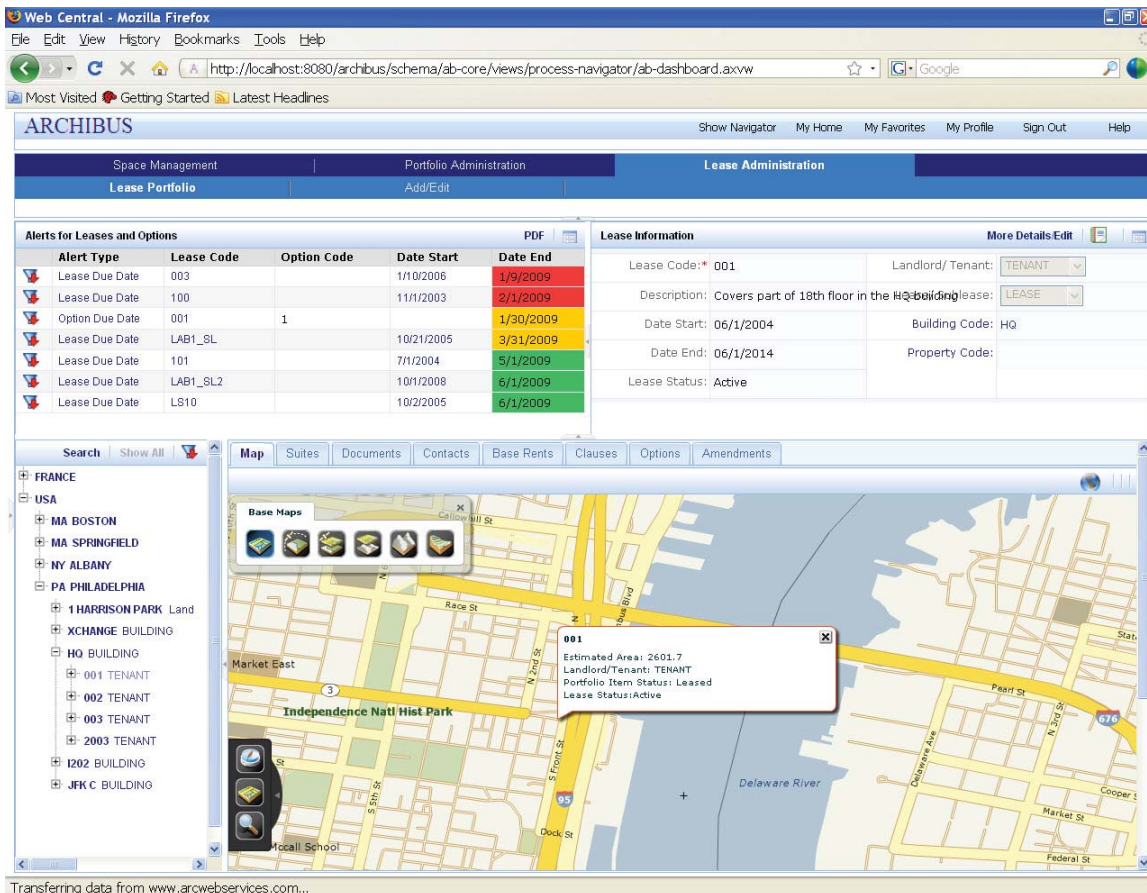 Web Central - Mozilla Firefox
File Edit View History Bookmarks Tools Help
http://localhost:8080/archibus/schema/ab-core/views/process-navigator/ab-dashboard.axvw G Google
Most Visited Getting Started Latest Headlines
ARCHIBUS Show Navigator My Home My Favorites My Profile Sign Out Help
Space Management Portfolio Administration Lease Administration
Lease Portfolio Add/Edit
Alerts for Leases and Options PDF
Alert Type Lease Code Option Code Date Start Date End
Lease Due Date 003 1/10/2006 1/9/2009
Lease Due Date 100 11/1/2003 2/1/2009
Option Due Date 001 1 1/30/2009
Lease Due Date LAB1_SL 10/21/2005 3/31/2009
Lease Due Date 101 7/1/2004 5/1/2009
Lease Due Date LAB1_SL2 10/1/2008 6/1/2009
Lease Due Date LS10 10/2/2005 6/1/2009
Lease Information More Details/Edit
Lease Code:* 001 Landlord/ Tenant: TENANT
Description: Covers part of 18th floor in the HQ building LEASE
Date Start: 06/1/2004 Building Code: HQ
Date End: 06/1/2014 Property Code:
Lease Status: Active
Search Show All
FRANCE
USA
MA BOSTON
MA SPRINGFIELD
NY ALBANY
PA PHILADELPHIA
1 HARRISON PARK Land
XCHANGE BUILDING
HQ BUILDING
001 TENANT
002 TENANT
003 TENANT
2003 TENANT
I202 BUILDING
JFK C BUILDING
Map Suites Documents Contacts Base Rents Clauses Options Amendments
Base Maps
Callowhill St
Race St
N 2nd St
Market East
3
Independence Natl Hist Park
001
Estimated Area: 2601.7
Landlord/Tenant: TENANT
Portfolio Item Status: Leased
Lease Status:Active
Pearl St
N 3rd St
676
S Front St
S 5th St
95
Delaware River
Delaware Ave
Cooper
Market St
Dock St
Mccall School
Federal St
Transferring data from www.arcwebservices.com...